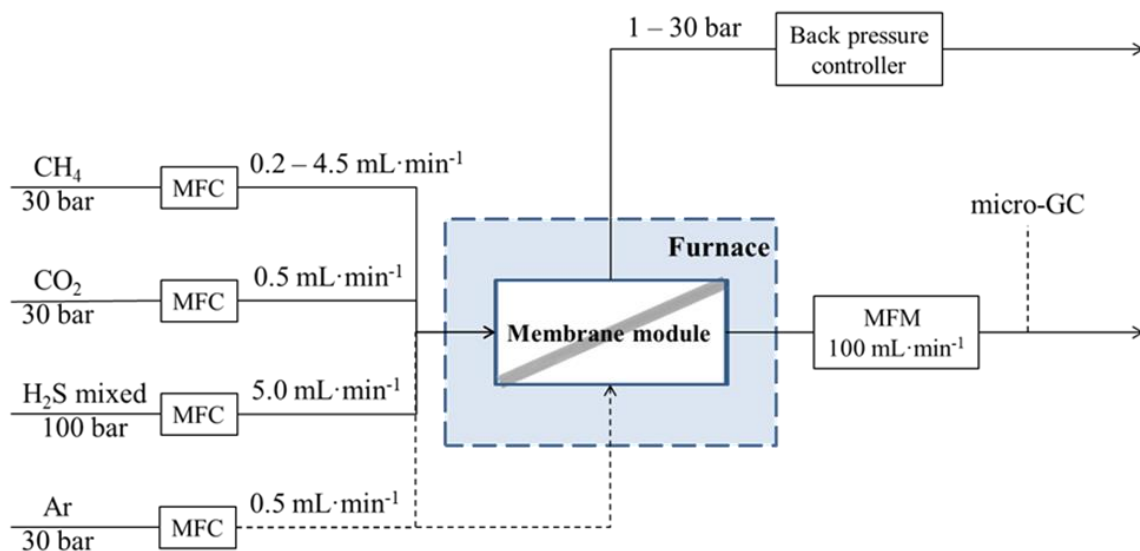 1 – 30 bar
Back pressure
controller
CH₄
30 bar
MFC
0.2 – 4.5 mL·min⁻¹
micro-GC
Furnace
CO₂
30 bar
MFC
0.5 mL·min⁻¹
Membrane module
MFM
100 mL·min⁻¹
H₂S mixed
100 bar
MFC
5.0 mL·min⁻¹
Ar
30 bar
MFC
0.5 mL·min⁻¹